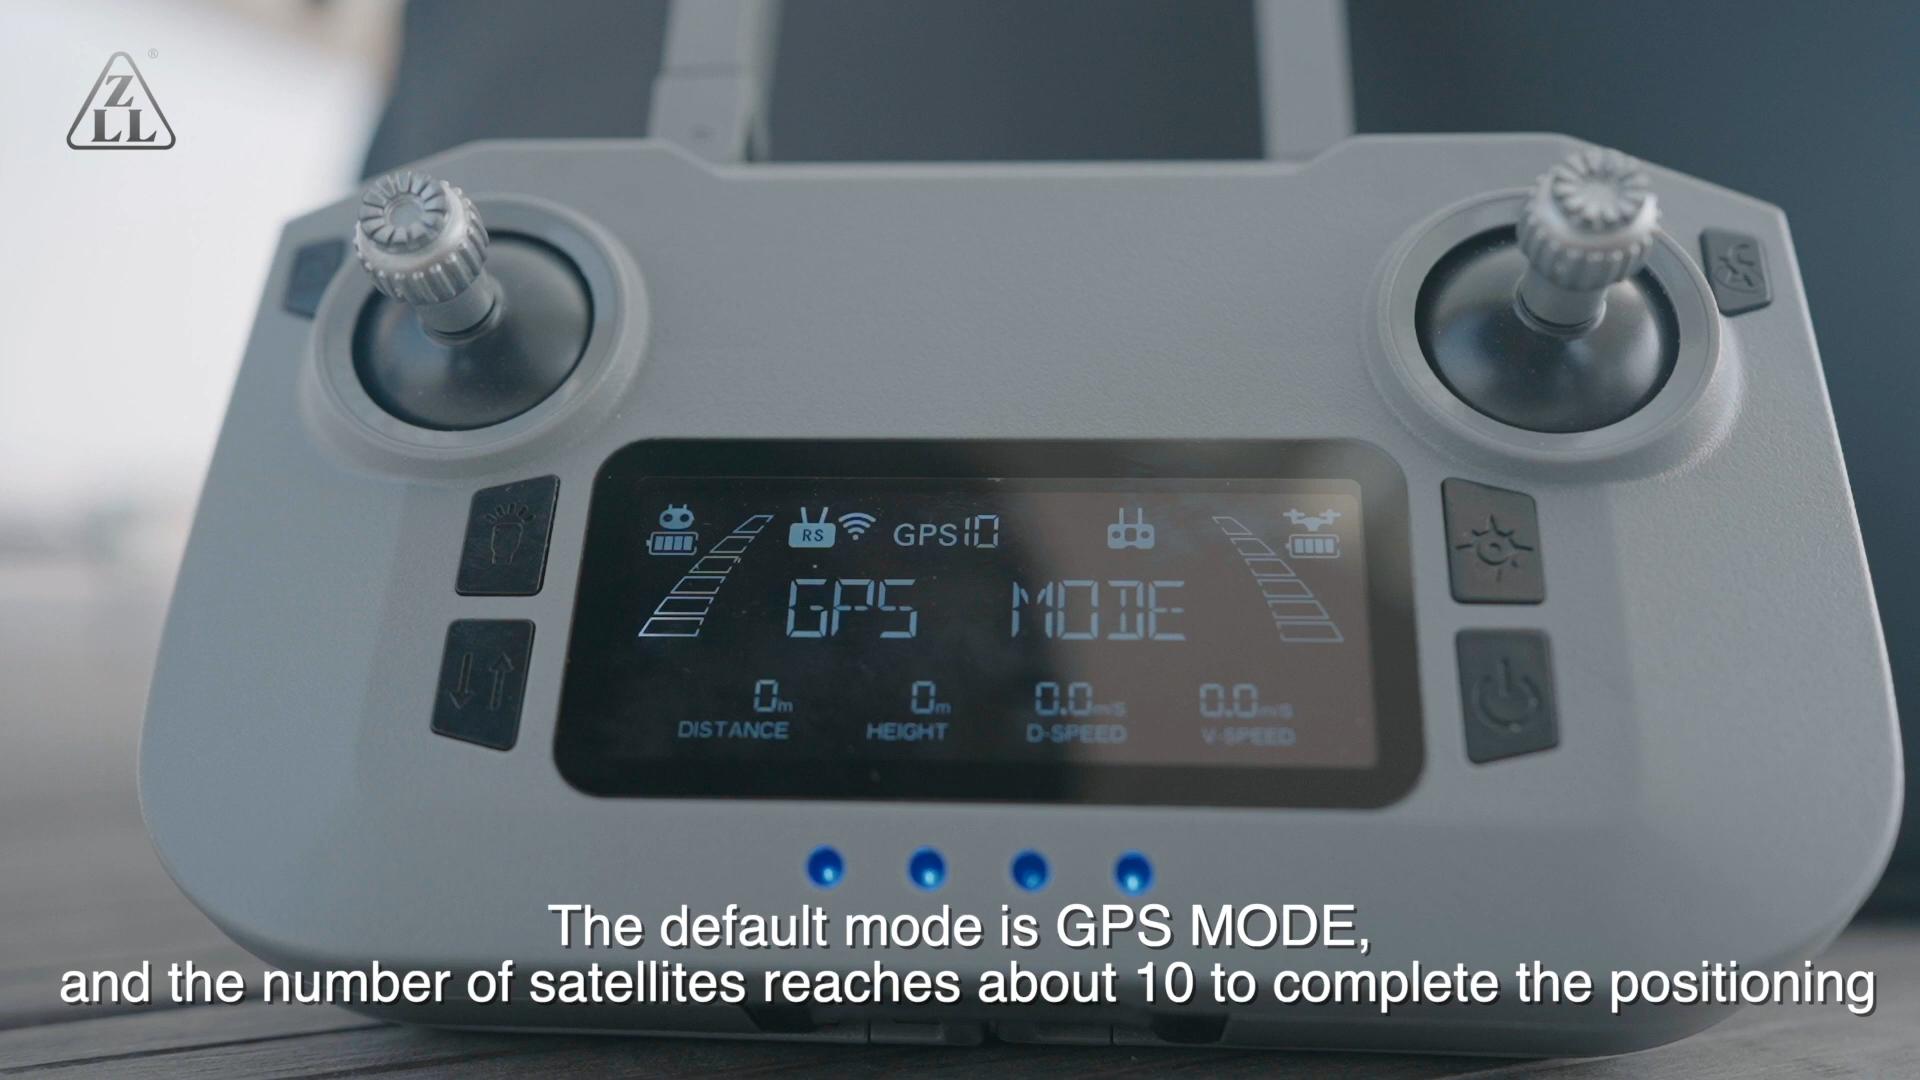 Z
LL
®
RS
GPS10
GPS MODE
0m
0m
0.0m/S
0.0m/S
DISTANCE
HEIGHT
D-SPEED
V-SPEED
The default mode is GPS MODE,
and the number of satellites reaches about 10 to complete the positioning